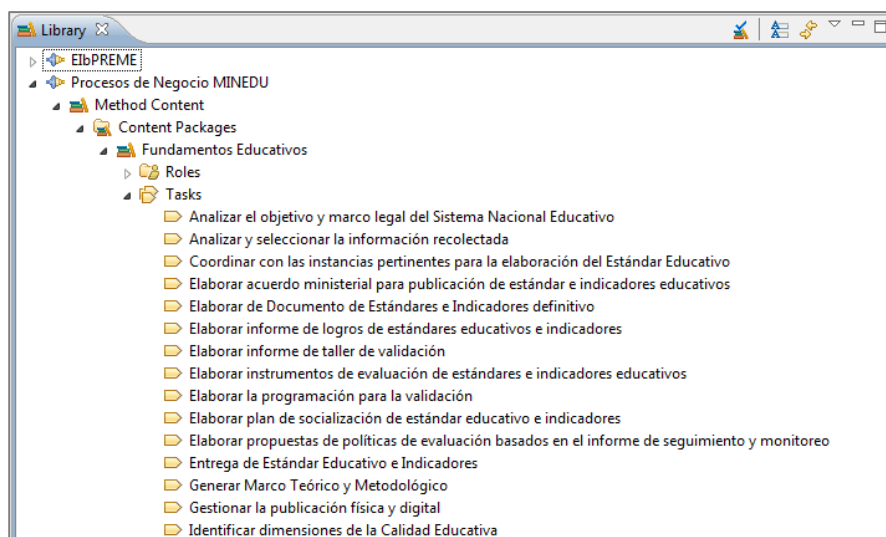 Library
EIbPREME
Procesos de Negocio MINEDU
Method Content
Content Packages
Fundamentos Educativos
Roles
Tasks
Analizar el objetivo y marco legal del Sistema Nacional Educativo
Analizar y seleccionar la información recolectada
Coordinar con las instancias pertinentes para la elaboración del Estándar Educativo
Elaborar acuerdo ministerial para publicación de estándar e indicadores educativos
Elaborar de Documento de Estándares e Indicadores definitivo
Elaborar informe de logros de estándares educativos e indicadores
Elaborar informe de taller de validación
Elaborar instrumentos de evaluación de estándares e indicadores educativos
Elaborar la programación para la validación
Elaborar plan de socialización de estándar educativo e indicadores
Elaborar propuestas de políticas de evaluación basados en el informe de seguimiento y monitoreo
Entrega de Estándar Educativo e Indicadores
Generar Marco Teórico y Metodológico
Gestionar la publicación física y digital
Identificar dimensiones de la Calidad Educativa